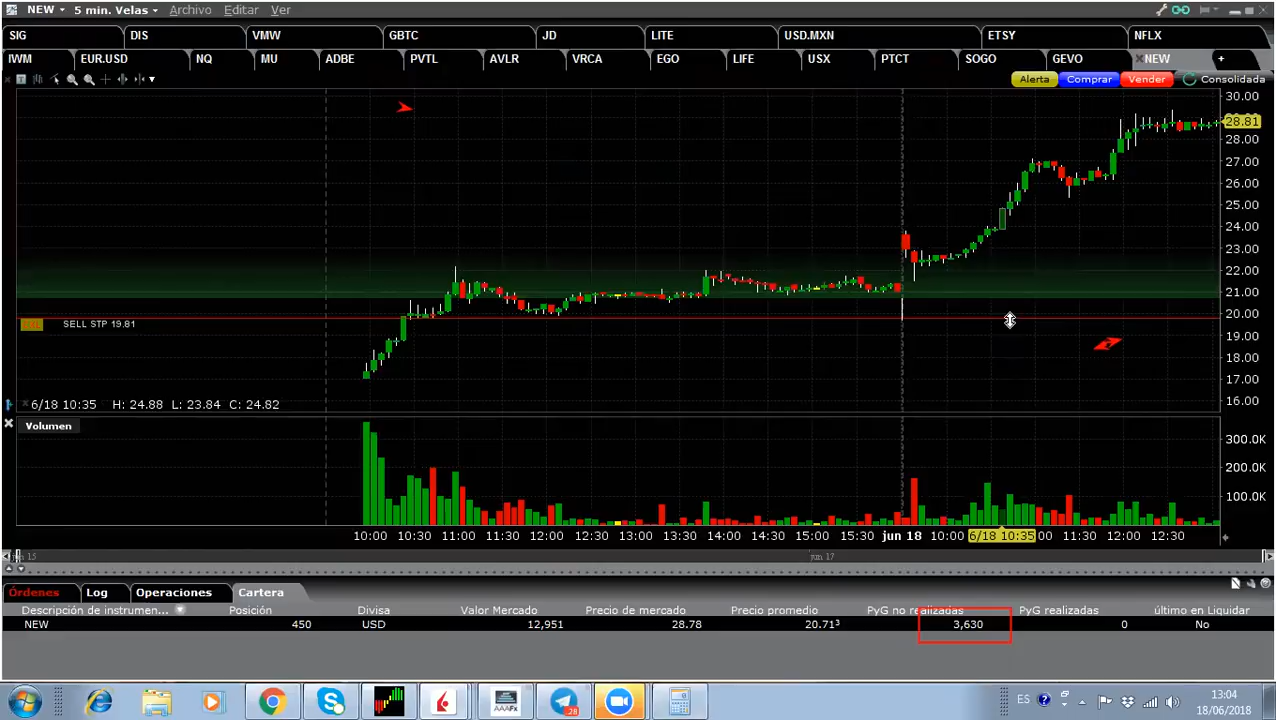 NEW 5 min. Velas Archivo Editar Ver
SIG DIS VMW GBTC JD LITE USD.MXN ETSY NFLX
IWM EUR.USD NQ MU ADBE PVTL AVLR VRCA EGO LIFE USX PTCT SOGO GEVO NEW +
Alerta Comprar Vender Consolidada
30.00
28.81
28.00
27.00
26.00
25.00
24.00
23.00
22.00
21.00
20.00
SELL STP 19.81
19.00
18.00
17.00
6/18 10:35 H: 24.88 L: 23.84 C: 24.82
16.00
Volumen
300.0K
200.0K
100.0K
10:00 10:30 11:00 11:30 12:00 12:30 13:00 13:30 14:00 14:30 15:00 15:30 jun 18 10:00 6/18 10:35 00 11:30 12:00 12:30
jun 15 jun 17
Órdenes Log Operaciones Cartera
Descripción de instrumen... Posición Divisa Valor Mercado Precio de mercado Precio promedio PyG no realizadas PyG realizadas último en Liquidar
NEW 450 USD 12,951 28.78 20.71³ 3,630 0 No
ES 13:04
18/06/2018